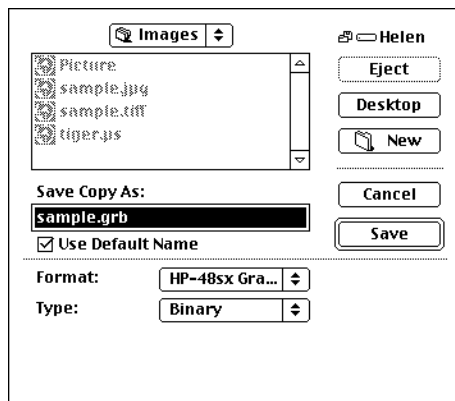 Images
Helen
Picture
sample.jpg
sample.tiff
tiger.ps
Eject
Desktop
New
Save Copy As:
sample.grb
Use Default Name
Cancel
Save
Format:
HP-48sx Gra...
Type:
Binary